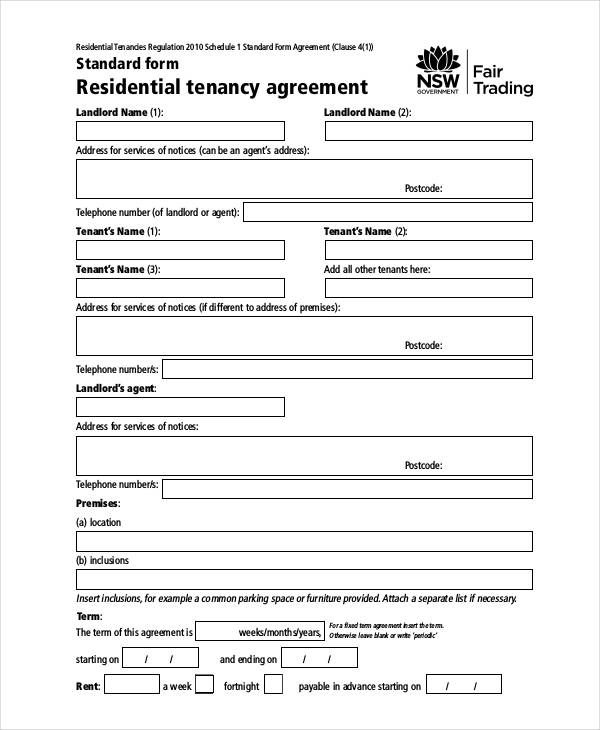 Residential Tenancies Regulation 2010 Schedule 1 Standard Form Agreement (Clause 4(1))
Standard form
Residential tenancy agreement
NSW
GOVERNMENT
Fair
Trading
Landlord Name (1): Landlord Name (2):
Address for services of notices (can be an agent's address):
Postcode:
Telephone number (of landlord or agent):
Tenant's Name (1): Tenant's Name (2):
Tenant's Name (3): Add all other tenants here:
Address for services of notices (if different to address of premises):
Postcode:
Telephone number/s:
Landlord's agent:
Address for services of notices:
Postcode:
Telephone number/s:
Premises:
(a) location
(b) inclusions
Insert inclusions, for example a common parking space or furniture provided. Attach a separate list if necessary.
Term:
The term of this agreement is weeks/months/years, For a fixed term agreement insert the term.
Otherwise leave blank or write 'periodic'
starting on / / and ending on / /
Rent: a week fortnight payable in advance starting on / /